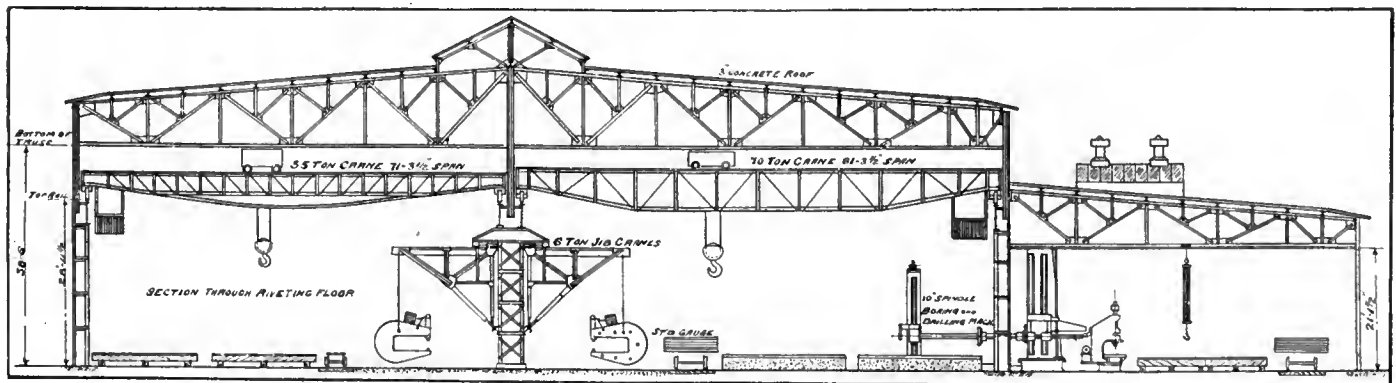 3" CONCRETE ROOF
BOTTOM OF
TRUSS
35 TON CRANE 71-3½" SPAN
70 TON CRANE 81-3½" SPAN
TOP RAIL
6 TON JIB CRANES
38'-6"
SECTION THROUGH RIVETING FLOOR
10" SPINDLE
BORING AND
DRILLING MACH.
STD GAUGE
21-1½"